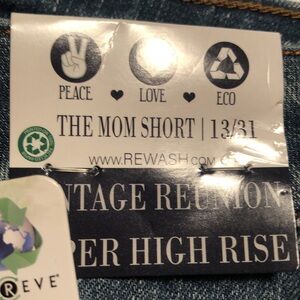 PEACE ♥ LOVE ♥ ECO
THE MOM SHORT | 13/31
www.REWASH.com
NTAGE REUNION
PER HIGH RISE
REVE